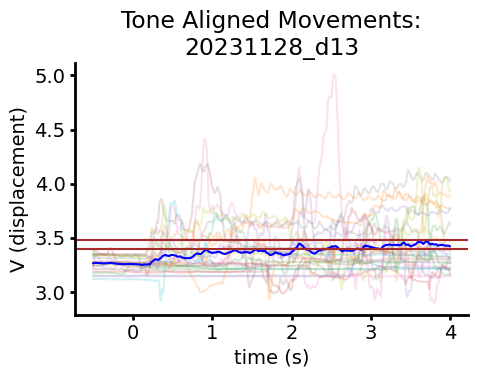 Tone Aligned Movements:
20231128_d13
V (displacement)
5.0
4.5
4.0
3.5
3.0
0 1 2 3 4
time (s)